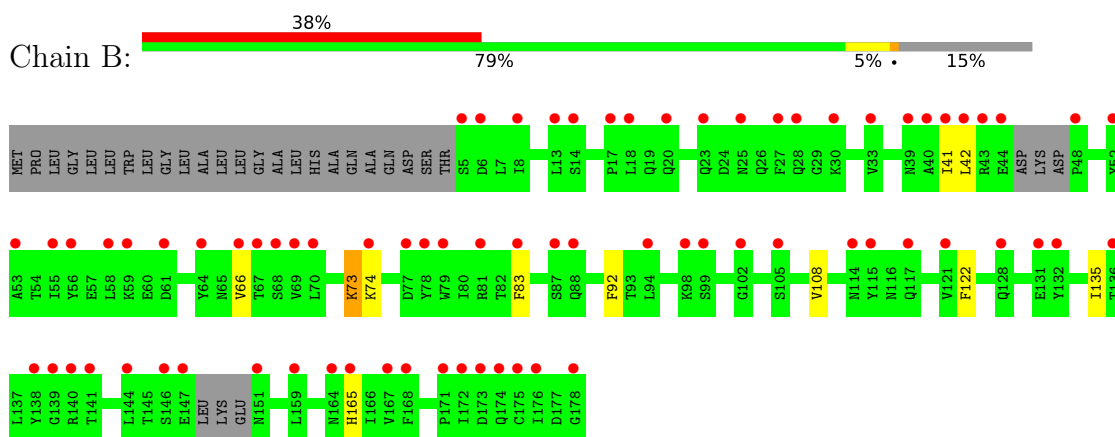 38%
Chain B:
79% 5% • 15%
MET PRO LEU LEU GLY LEU LEU LEU TRP LEU GLY LEU ALA LEU LEU GLY ALA LEU HIS ALA GLN ALA GLN ASP SER THR S5 D6 L7 I8 L13 S14 P17 L18 Q19 Q20 Q23 D24 N25 Q26 F27 Q28 G29 K30 V33 N39 A40 I41 L42 R43 E44 ASP LYS ASP P48 Y52
A53 T54 I55 Y56 E57 L58 K59 E60 D61 Y64 N65 V66 T67 S68 V69 L70 K73 K74 D77 Y78 W79 I80 R81 T82 F83 S87 Q88 F92 T93 L94 K98 S99 G102 S105 V108 N114 Y115 N116 Q117 V121 F122 Q128 E131 Y132 I135 T136
L137 Y138 G139 R140 T141 L144 T145 S146 E147 LEU LYS GLU N151 L159 N164 H165 I166 V167 F168 P171 I172 D173 Q174 C175 I176 D177 G178